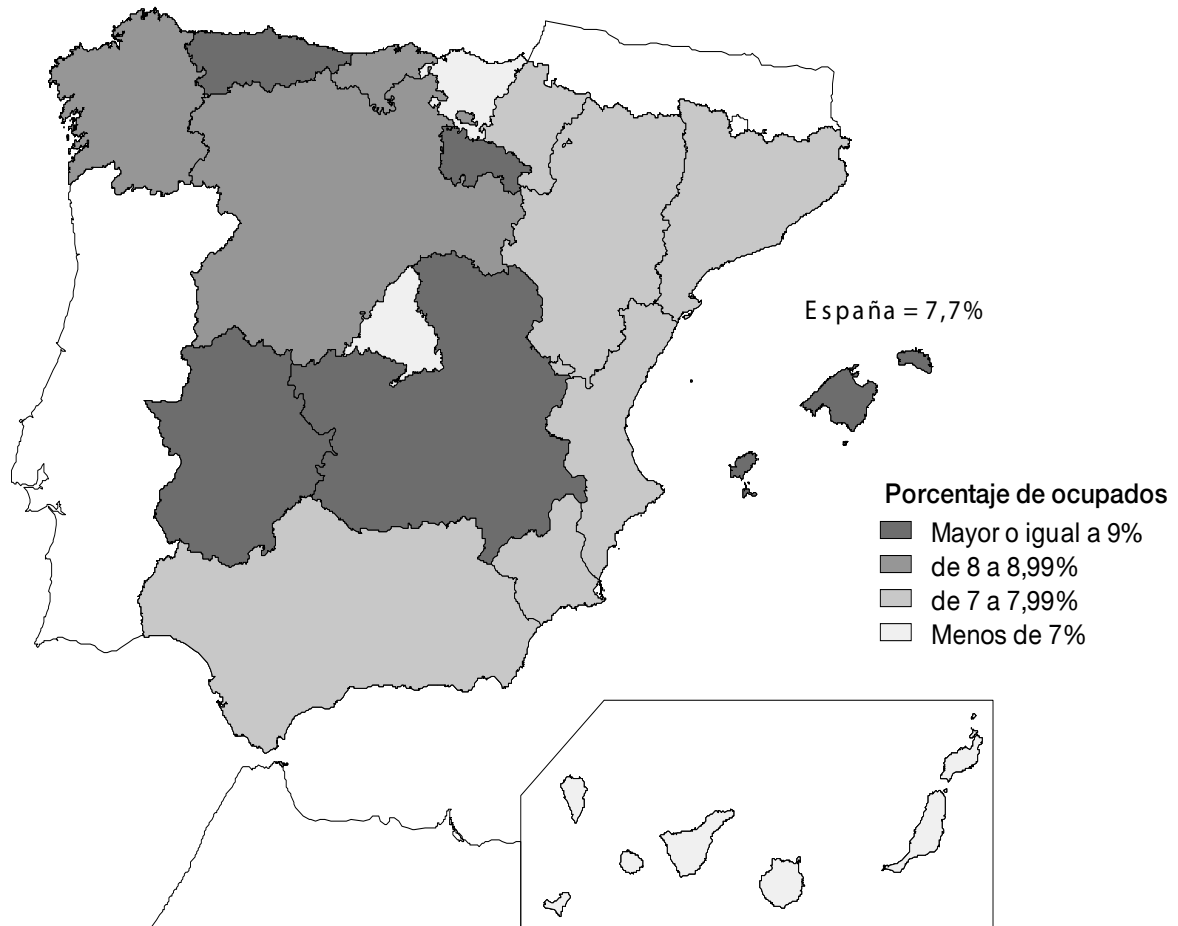 España = 7,7%
Porcentaje de ocupados
Mayor o igual a 9%
de 8 a 8,99%
de 7 a 7,99%
Menos de 7%